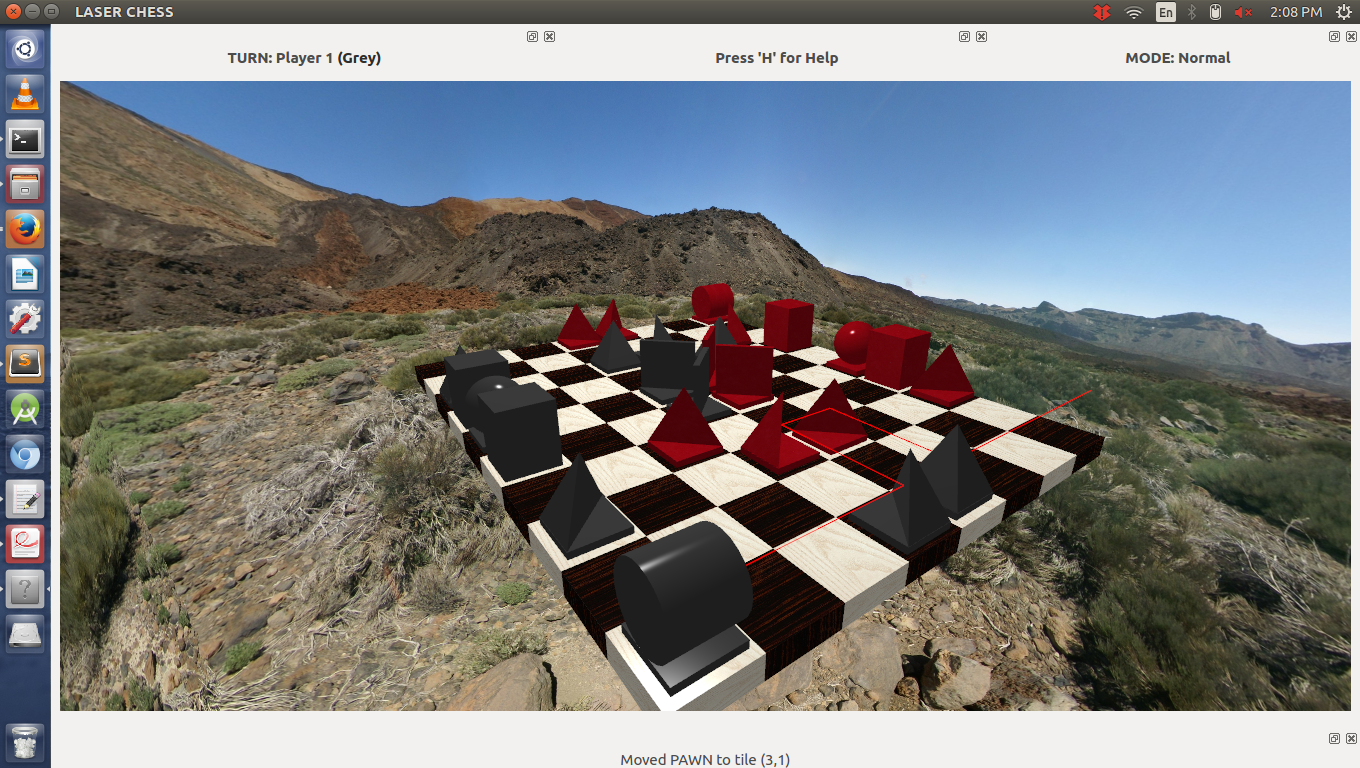 LASER CHESS
En
2:08 PM
TURN: Player 1 (Grey)
Press 'H' for Help
MODE: Normal
Moved PAWN to tile (3,1)